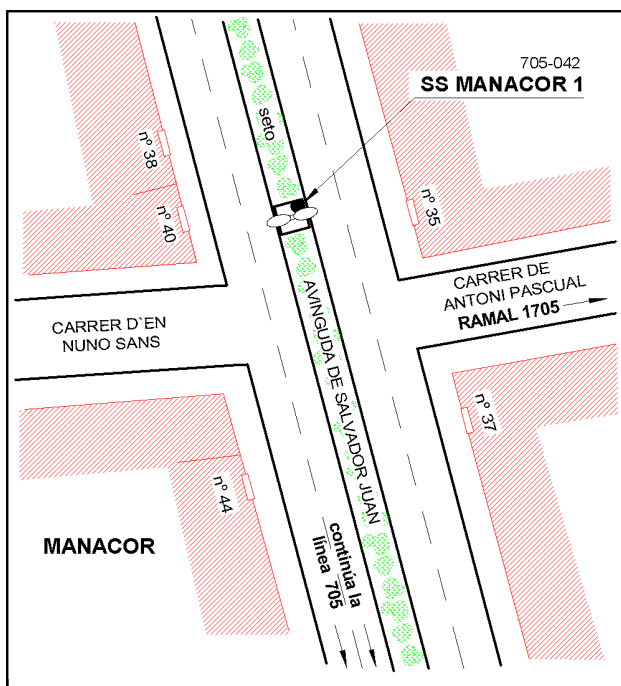 705-042
SS MANACOR 1
seto
nº 38
nº 40
nº 35
CARRER D`EN
NUNO SANS
CARRER DE
ANTONI PASCUAL
RAMAL 1705
AVINGUDA DE SALVADOR JUAN
nº 37
nº 44
MANACOR
continúa la
línea 705